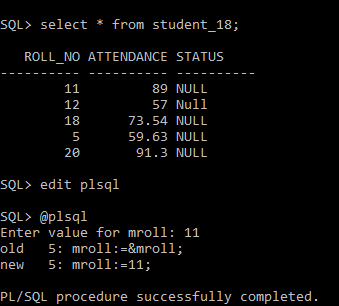 SQL> select * from student_18;
ROLL_NO ATTENDANCE STATUS
---------- ---------- ----------
11 89 NULL
12 57 Null
18 73.54 NULL
5 59.63 NULL
20 91.3 NULL
SQL> edit plsql
SQL> @plsql
Enter value for mroll: 11
old 5: mroll:=&mroll;
new 5: mroll:=11;
PL/SQL procedure successfully completed.